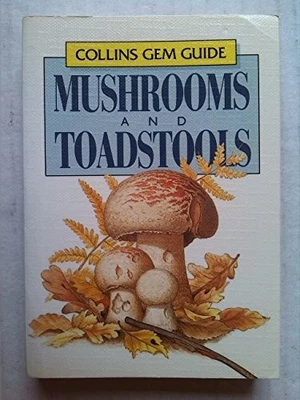 COLLINS GEM GUIDE
MUSHROOMS
AND
TOADSTOOLS